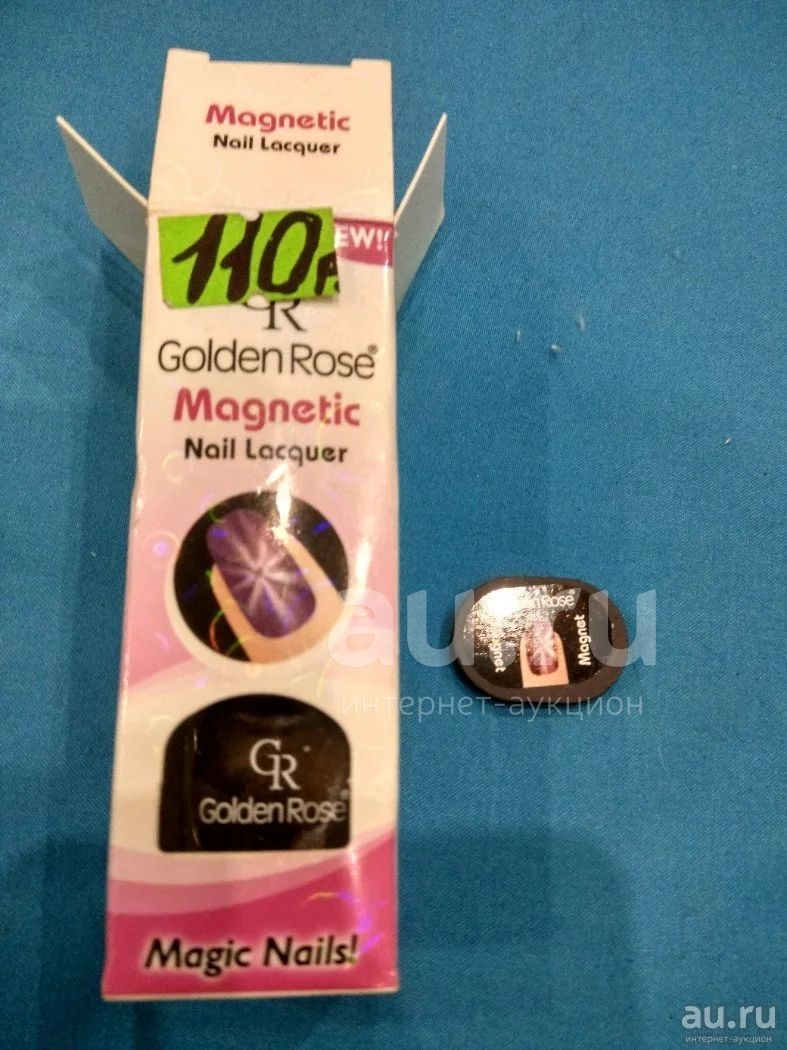 Magnetic
Nail Lacquer
110р.
EW!!
GR
Golden Rose®
Magnetic
Nail Lacquer
GR
Golden Rose®
Magic Nails!
en Rose®
Magnet
au.ru
интернет-аукцион
au.ru
интернет-аукцион